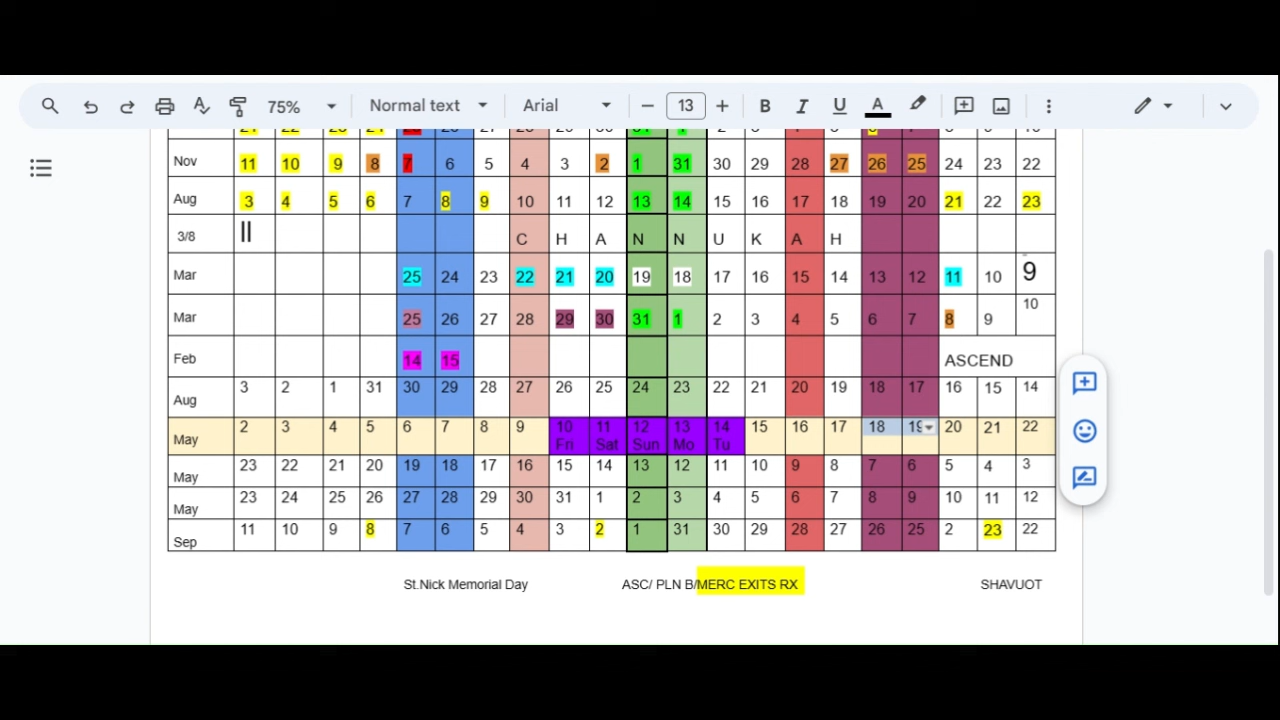 75% Normal text Arial 13 B I U A
Nov 11 10 9 8 7 6 5 4 3 2 1 31 30 29 28 27 26 25 24 23 22
Aug 3 4 5 6 7 8 9 10 11 12 13 14 15 16 17 18 19 20 21 22 23
3/8 || C H A N N U K A H
Mar 25 24 23 22 21 20 19 18 17 16 15 14 13 12 11 10 9
Mar 25 26 27 28 29 30 31 1 2 3 4 5 6 7 8 9 10
Feb 14 15 ASCEND
Aug 3 2 1 31 30 29 28 27 26 25 24 23 22 21 20 19 18 17 16 15 14
May 2 3 4 5 6 7 8 9 10 11 12 13 14 15 16 17 18 19 20 21 22
Fri Sat Sun Mo Tu
May 23 22 21 20 19 18 17 16 15 14 13 12 11 10 9 8 7 6 5 4 3
May 23 24 25 26 27 28 29 30 31 1 2 3 4 5 6 7 8 9 10 11 12
Sep 11 10 9 8 7 6 5 4 3 2 1 31 30 29 28 27 26 25 2 23 22
St.Nick Memorial Day ASC/ PLN B/MERC EXITS RX SHAVUOT